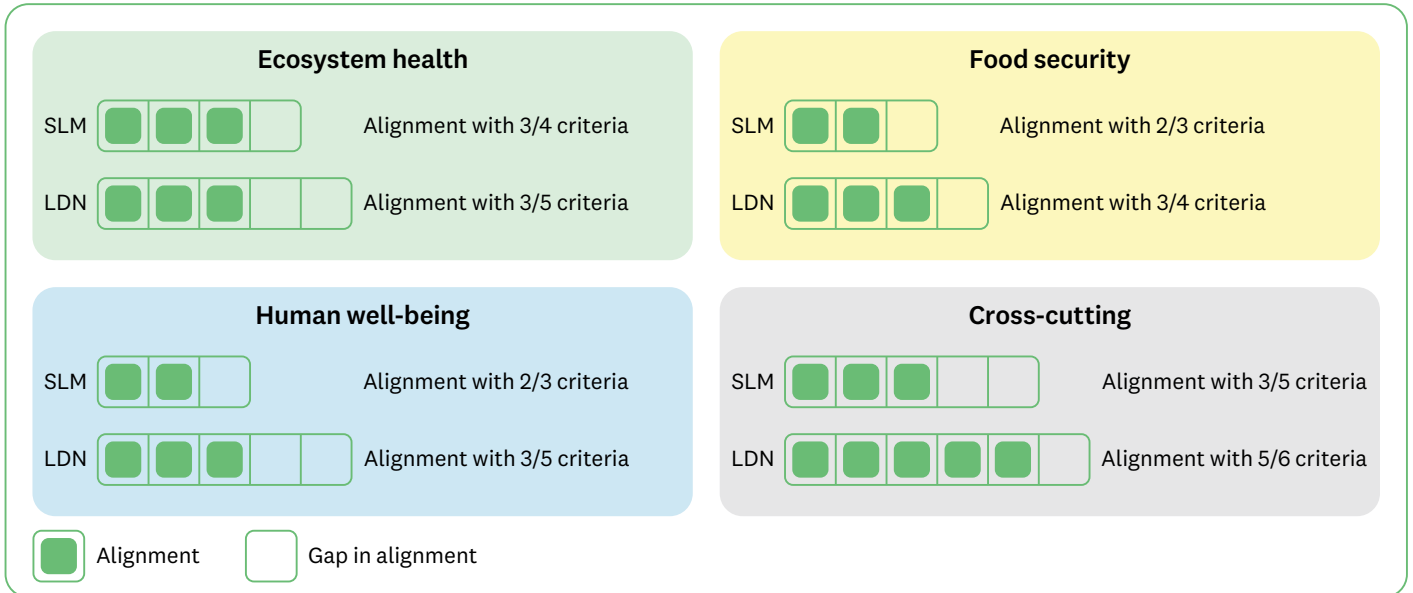 Ecosystem health
SLM Alignment with 3/4 criteria
LDN Alignment with 3/5 criteria
Food security
SLM Alignment with 2/3 criteria
LDN Alignment with 3/4 criteria
Human well-being
SLM Alignment with 2/3 criteria
LDN Alignment with 3/5 criteria
Cross-cutting
SLM Alignment with 3/5 criteria
LDN Alignment with 5/6 criteria
Alignment Gap in alignment